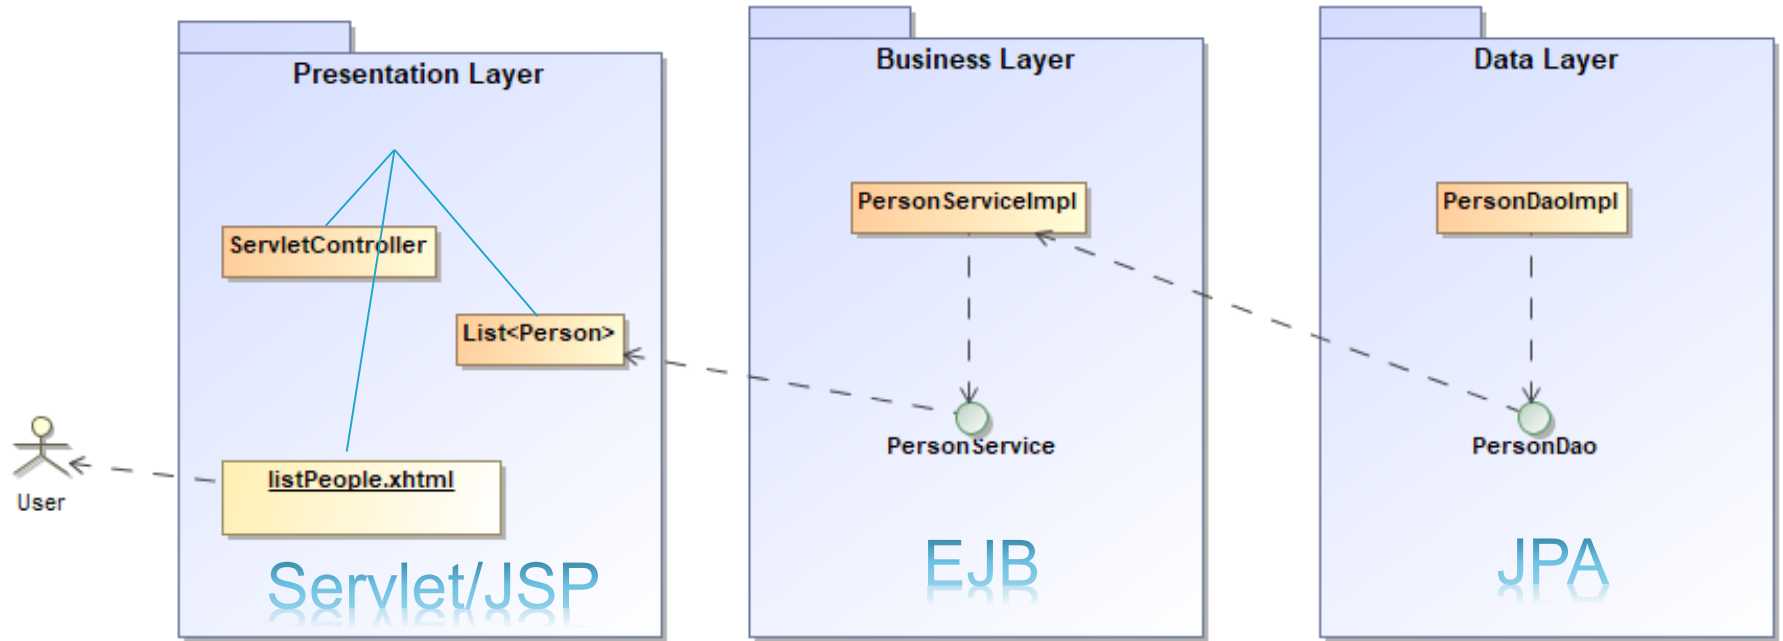 Presentation Layer
ServletController
List<Person>
listPeople.xhtml
User
Servlet/JSP
Business Layer
PersonServiceImpl
PersonService
EJB
Data Layer
PersonDaoImpl
PersonDao
JPA